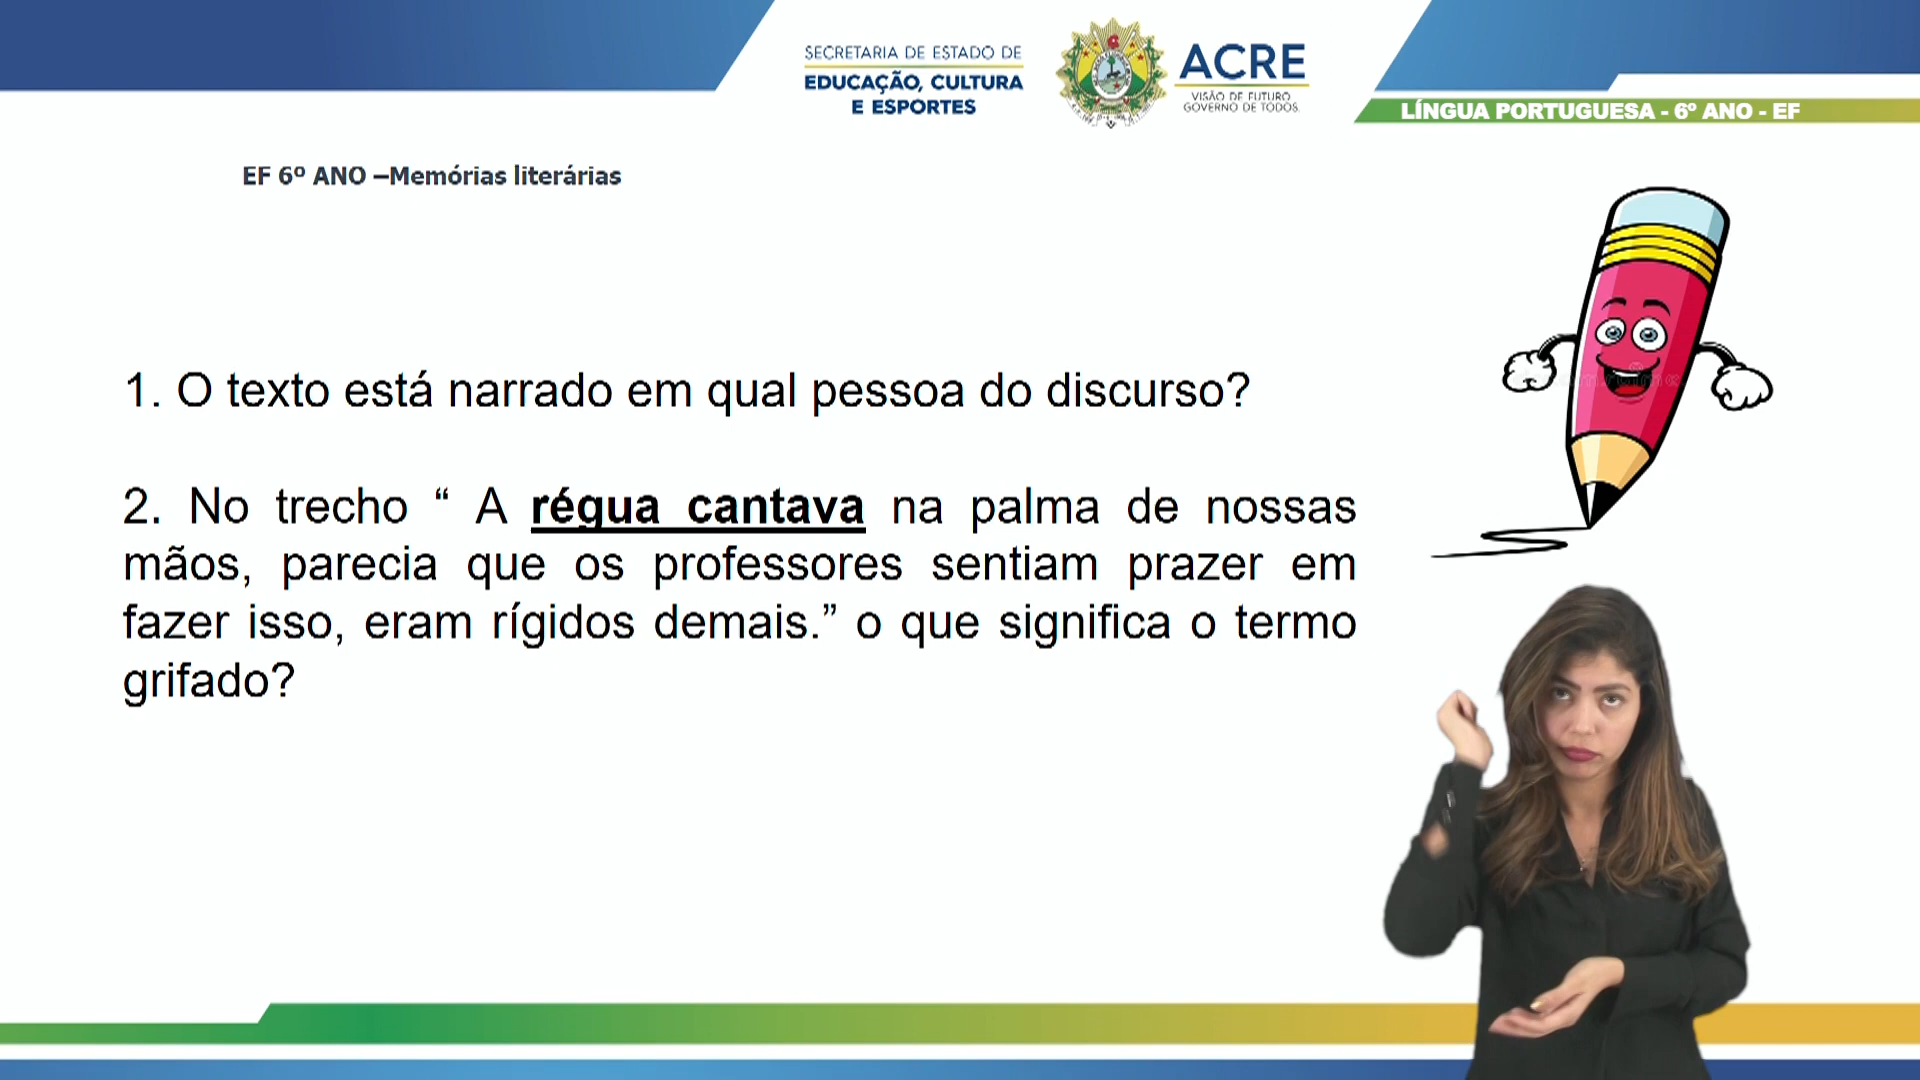 SECRETARIA DE ESTADO DE
EDUCAÇÃO, CULTURA
E ESPORTES
ACRE
VISÃO DE FUTURO
GOVERNO DE TODOS.
LÍNGUA PORTUGUESA - 6º ANO - EF
EF 6º ANO –Memórias literárias
1. O texto está narrado em qual pessoa do discurso?
2. No trecho “ A régua cantava na palma de nossas
mãos, parecia que os professores sentiam prazer em
fazer isso, eram rígidos demais.” o que significa o termo
grifado?